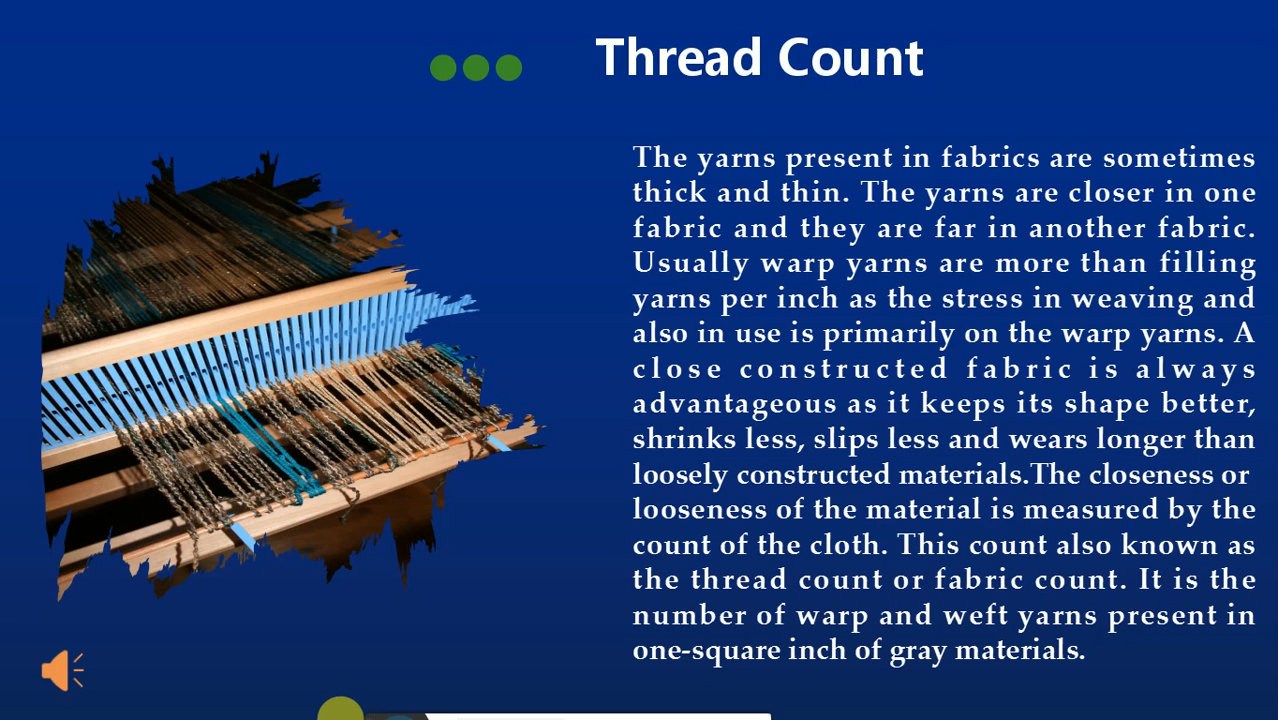 Thread Count
The yarns present in fabrics are sometimes
thick and thin. The yarns are closer in one
fabric and they are far in another fabric.
Usually warp yarns are more than filling
yarns per inch as the stress in weaving and
also in use is primarily on the warp yarns. A
close constructed fabric is always
advantageous as it keeps its shape better,
shrinks less, slips less and wears longer than
loosely constructed materials.The closeness or
looseness of the material is measured by the
count of the cloth. This count also known as
the thread count or fabric count. It is the
number of warp and weft yarns present in
one-square inch of gray materials.